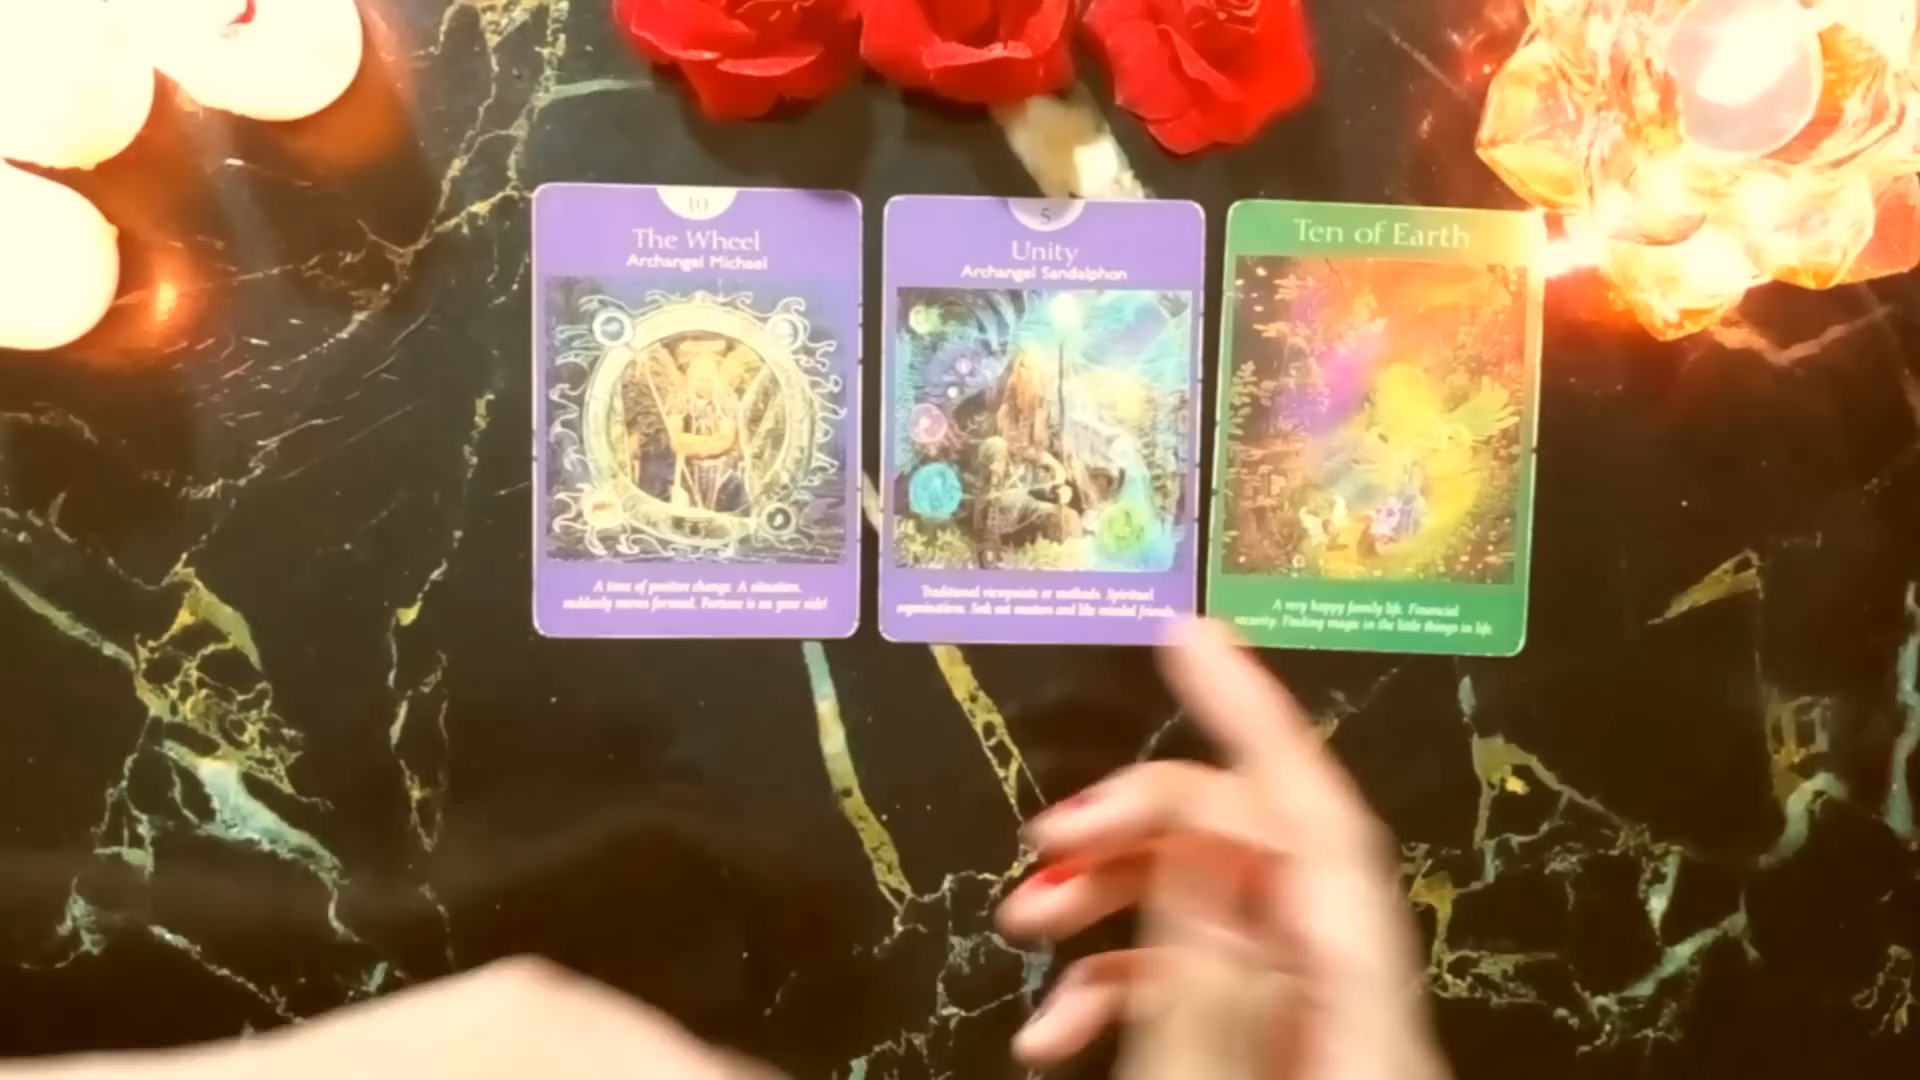 10
The Wheel
Archangel Michael
A time of positive change. A situation
suddenly moves forward. Fortune is on your side!
5
Unity
Archangel Sandalphon
Traditional viewpoints or methods. Spiritual
organizations. Seek out mentors and like minded friends.
Ten of Earth
A very happy family life. Financial
security. Finding magic in the little things in life.